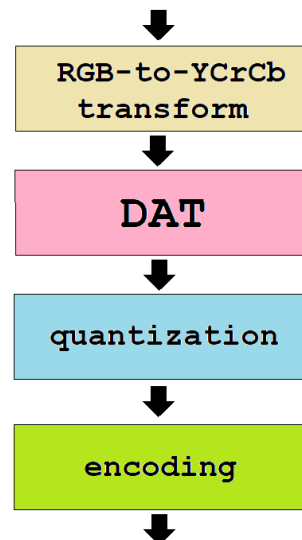 RGB-to-YCrCb
transform
DAT
quantization
encoding